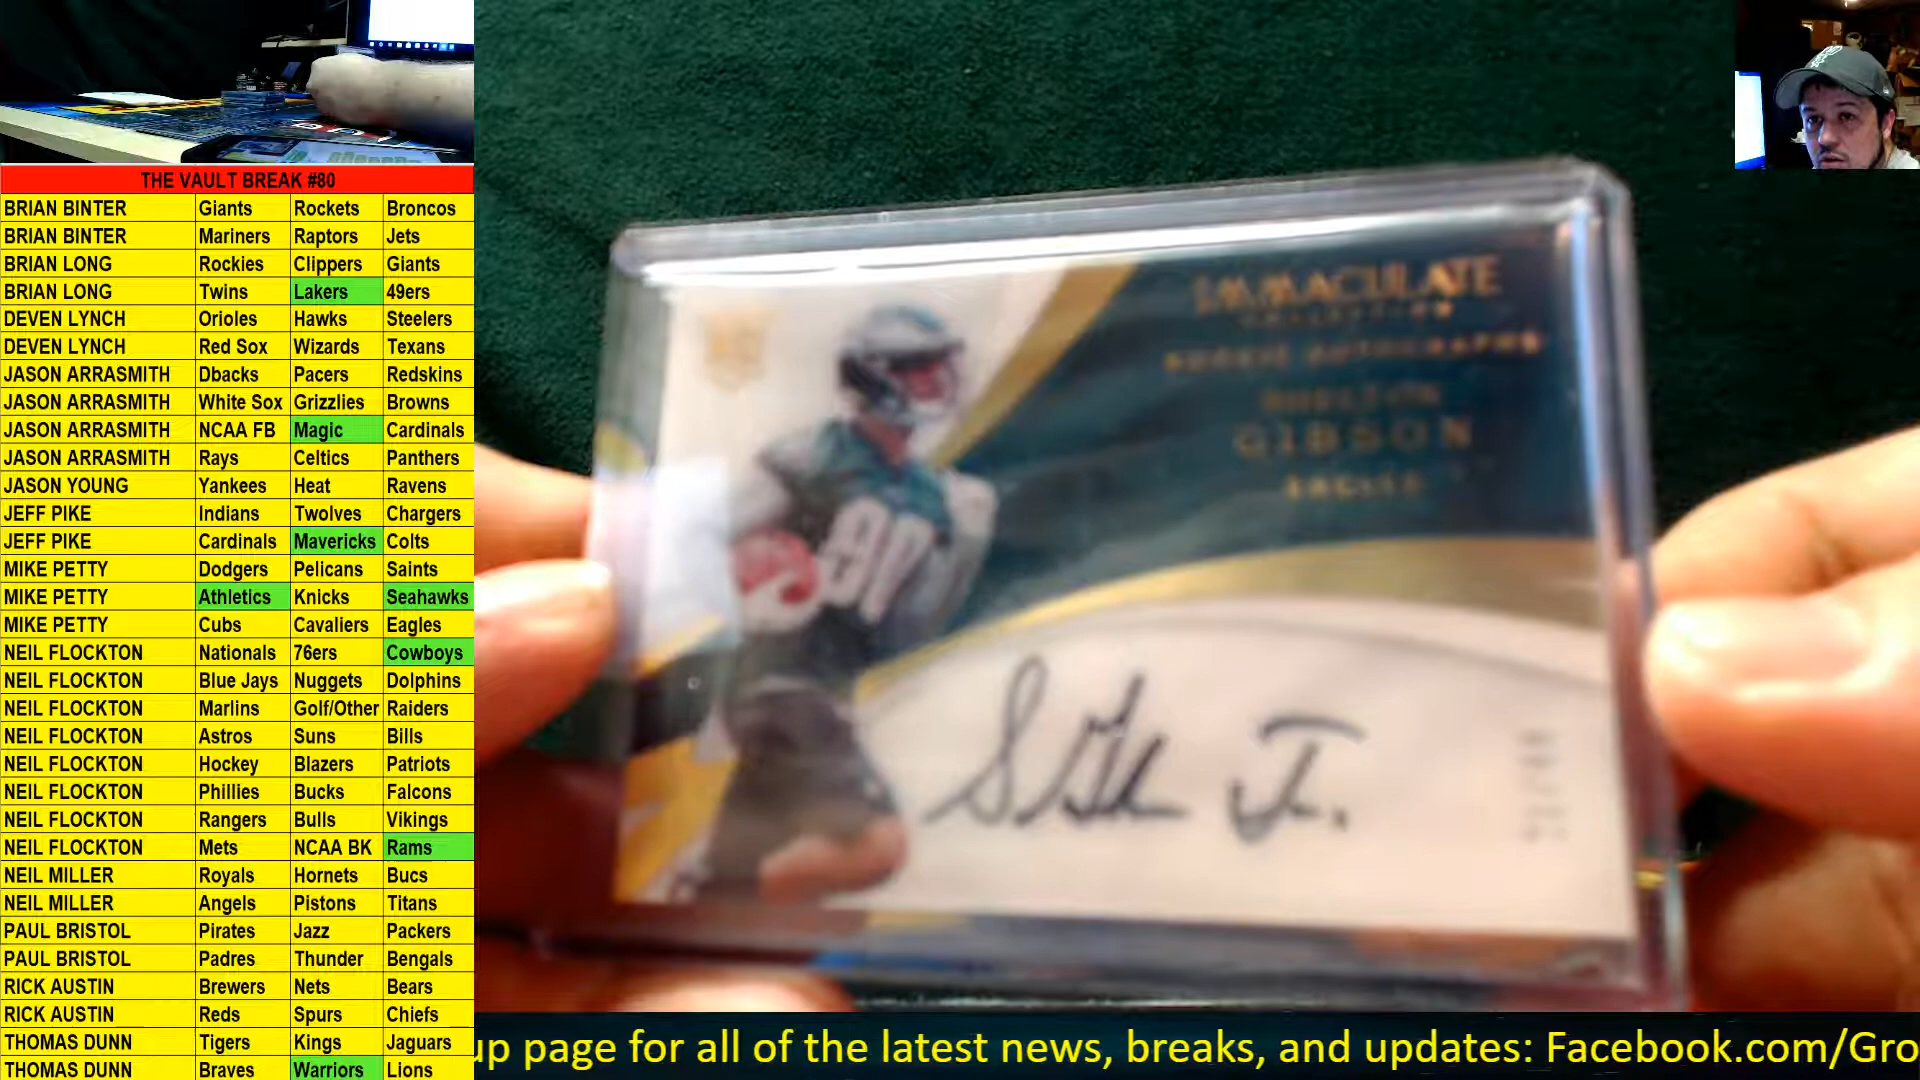 THE VAULT BREAK #80
BRIAN BINTER Giants Rockets Broncos
BRIAN BINTER Mariners Raptors Jets
BRIAN LONG Rockies Clippers Giants
BRIAN LONG Twins Lakers 49ers
DEVEN LYNCH Orioles Hawks Steelers
DEVEN LYNCH Red Sox Wizards Texans
JASON ARRASMITH Dbacks Pacers Redskins
JASON ARRASMITH White Sox Grizzlies Browns
JASON ARRASMITH NCAA FB Magic Cardinals
JASON ARRASMITH Rays Celtics Panthers
JASON YOUNG Yankees Heat Ravens
JEFF PIKE Indians Twolves Chargers
JEFF PIKE Cardinals Mavericks Colts
MIKE PETTY Dodgers Pelicans Saints
MIKE PETTY Athletics Knicks Seahawks
MIKE PETTY Cubs Cavaliers Eagles
NEIL FLOCKTON Nationals 76ers Cowboys
NEIL FLOCKTON Blue Jays Nuggets Dolphins
NEIL FLOCKTON Marlins Golf/Other Raiders
NEIL FLOCKTON Astros Suns Bills
NEIL FLOCKTON Hockey Blazers Patriots
NEIL FLOCKTON Phillies Bucks Falcons
NEIL FLOCKTON Rangers Bulls Vikings
NEIL FLOCKTON Mets NCAA BK Rams
NEIL MILLER Royals Hornets Bucs
NEIL MILLER Angels Pistons Titans
PAUL BRISTOL Pirates Jazz Packers
PAUL BRISTOL Padres Thunder Bengals
RICK AUSTIN Brewers Nets Bears
RICK AUSTIN Reds Spurs Chiefs
THOMAS DUNN Tigers Kings Jaguars
THOMAS DUNN Braves Warriors Lions
IMMACULATE
COLLECTION
ROOKIE AUTOGRAPHS
SHELTON
GIBSON
EAGLES
up page for all of the latest news, breaks, and updates: Facebook.com/Gro